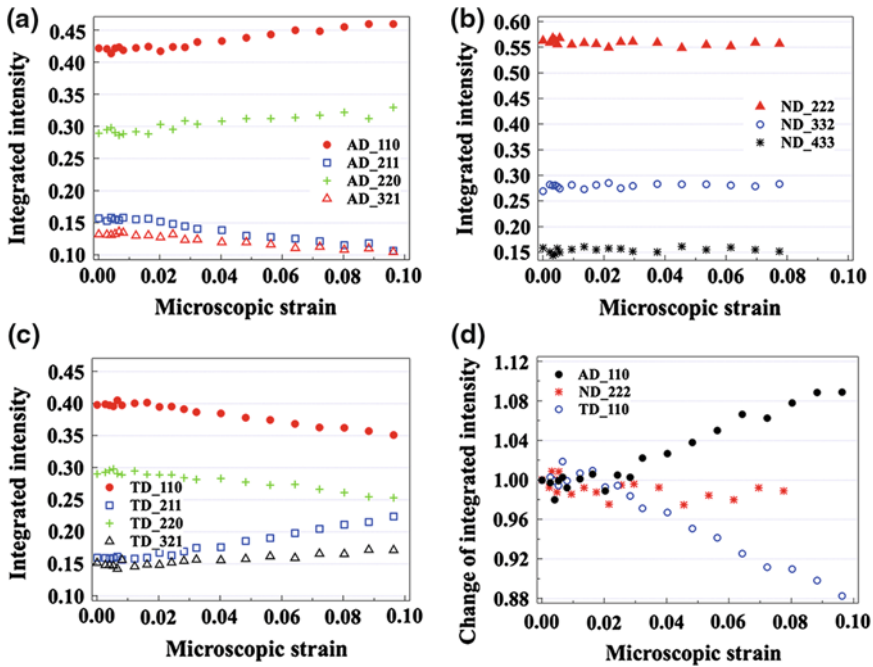 (a)
Integrated intensity
0.45
0.40
0.35
0.30
0.25
0.20
0.15
0.10
AD_110
AD_211
AD_220
AD_321
0.00 0.02 0.04 0.06 0.08 0.10
Microscopic strain
(b)
Integrated intensity
0.60
0.55
0.50
0.45
0.40
0.35
0.30
0.25
0.20
0.15
ND_222
ND_332
ND_433
0.00 0.02 0.04 0.06 0.08 0.10
Microscopic strain
(c)
Integrated intensity
0.45
0.40
0.35
0.30
0.25
0.20
0.15
0.10
TD_110
TD_211
TD_220
TD_321
0.00 0.02 0.04 0.06 0.08 0.10
Microscopic strain
(d)
Change of integrated intensity
1.12
1.08
1.04
1.00
0.96
0.92
0.88
AD_110
ND_222
TD_110
0.00 0.02 0.04 0.06 0.08 0.10
Microscopic strain